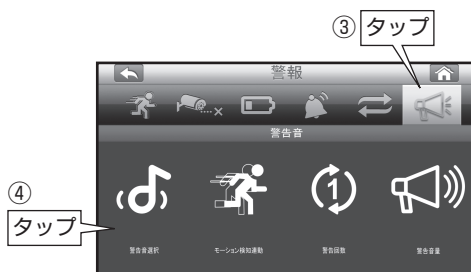 ③ タップ
警報
警告音
④
タップ
警告音選択 モーション検知連動 警告回数 警告音量